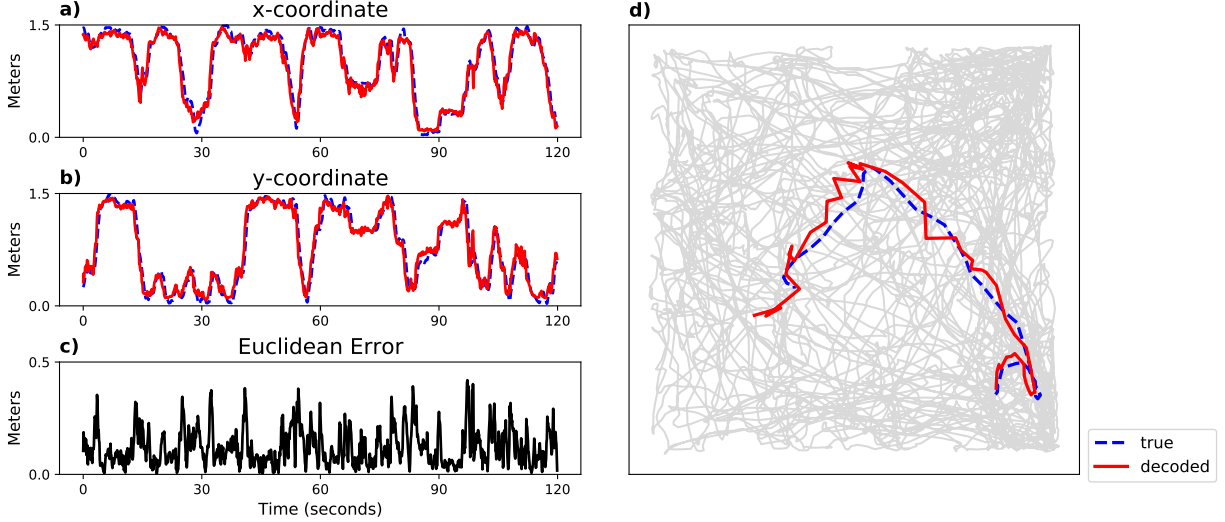 a)
x-coordinate
1.5
0.0
Meters
0
30
60
90
120
b)
y-coordinate
1.5
0.0
Meters
0
30
60
90
120
c)
Euclidean Error
0.5
0.0
Meters
0
30
60
90
120
Time (seconds)
d)
true
decoded